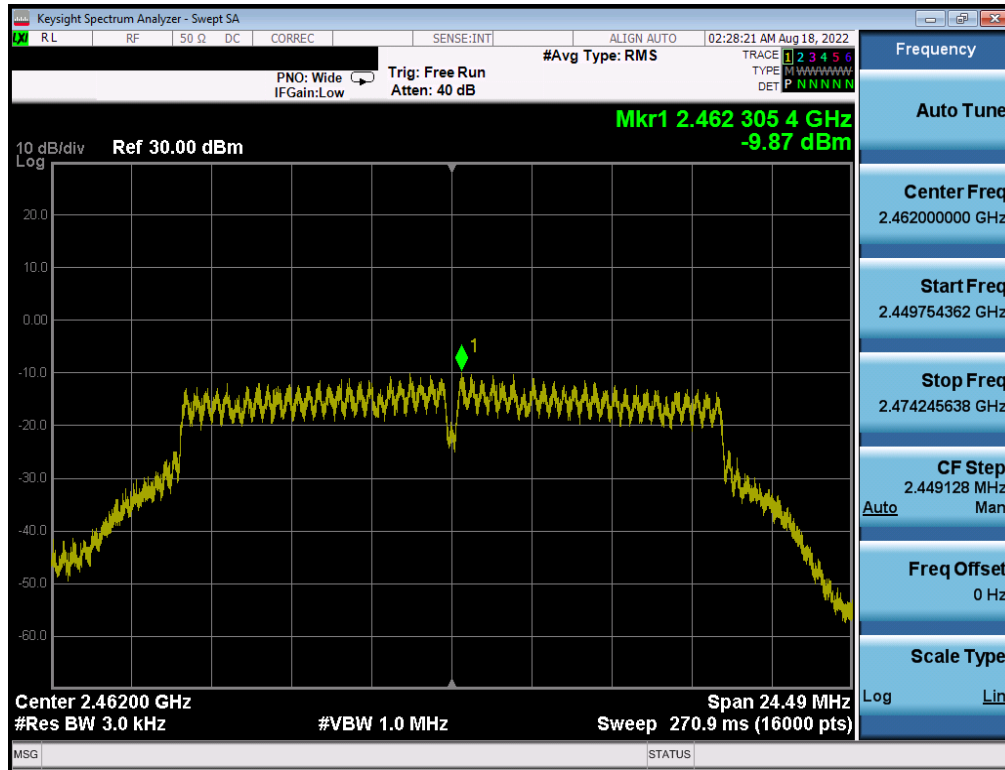 Keysight Spectrum Analyzer - Swept SA
LXI RL RF 50 Ω DC CORREC SENSE:INT ALIGN AUTO 02:28:21 AM Aug 18, 2022
#Avg Type: RMS
TRACE 1 2 3 4 5 6
TYPE M W W W W W
DET P N N N N N
PNO: Wide
IFGain:Low
Trig: Free Run
Atten: 40 dB
Mkr1 2.462 305 4 GHz
-9.87 dBm
10 dB/div
Log
Ref 30.00 dBm
20.0
10.0
0.00
-10.0
-20.0
-30.0
-40.0
-50.0
-60.0
1
Center 2.46200 GHz
Span 24.49 MHz
#Res BW 3.0 kHz
#VBW 1.0 MHz
Sweep 270.9 ms (16000 pts)
MSG
STATUS
Frequency
Auto Tune
Center Freq
2.462000000 GHz
Start Freq
2.449754362 GHz
Stop Freq
2.474245638 GHz
CF Step
2.449128 MHz
Auto Man
Freq Offset
0 Hz
Scale Type
Log Lin